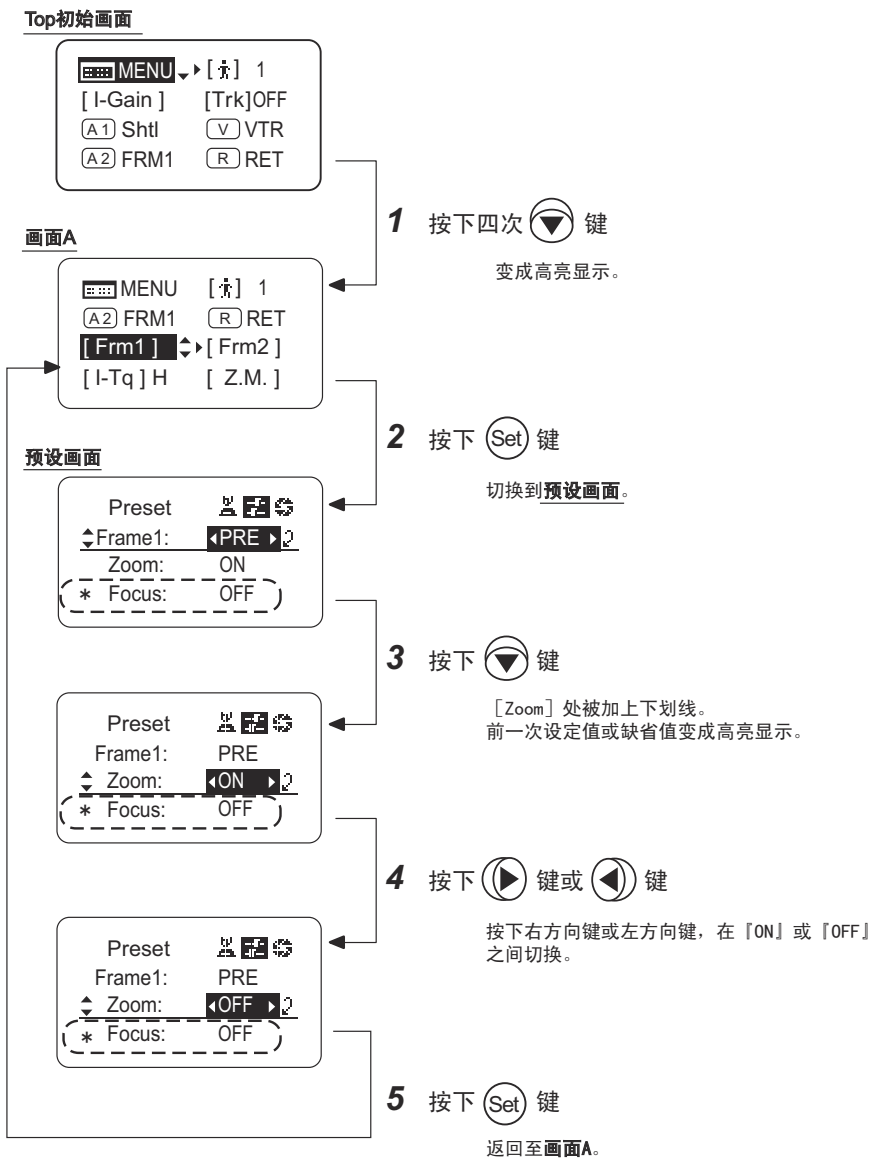 Top初始画面
MENU [ ] 1
[ I-Gain ] [Trk]OFF
A1 Shtl V VTR
A2 FRM1 R RET
1 按下四次 键
变成高亮显示。
画面A
MENU [ ] 1
A2 FRM1 R RET
[ Frm1 ] [ Frm2 ]
[ I-Tq ] H [ Z.M. ]
2 按下 Set 键
切换到预设画面。
预设画面
Preset
Frame1: PRE
Zoom: ON
* Focus: OFF
3 按下 键
［Zoom］处被加上下划线。
前一次设定值或缺省值变成高亮显示。
Preset
Frame1: PRE
Zoom: ON
* Focus: OFF
4 按下 键或 键
按下右方向键或左方向键，在『ON』或『OFF』
之间切换。
Preset
Frame1: PRE
Zoom: OFF
* Focus: OFF
5 按下 Set 键
返回至画面A。